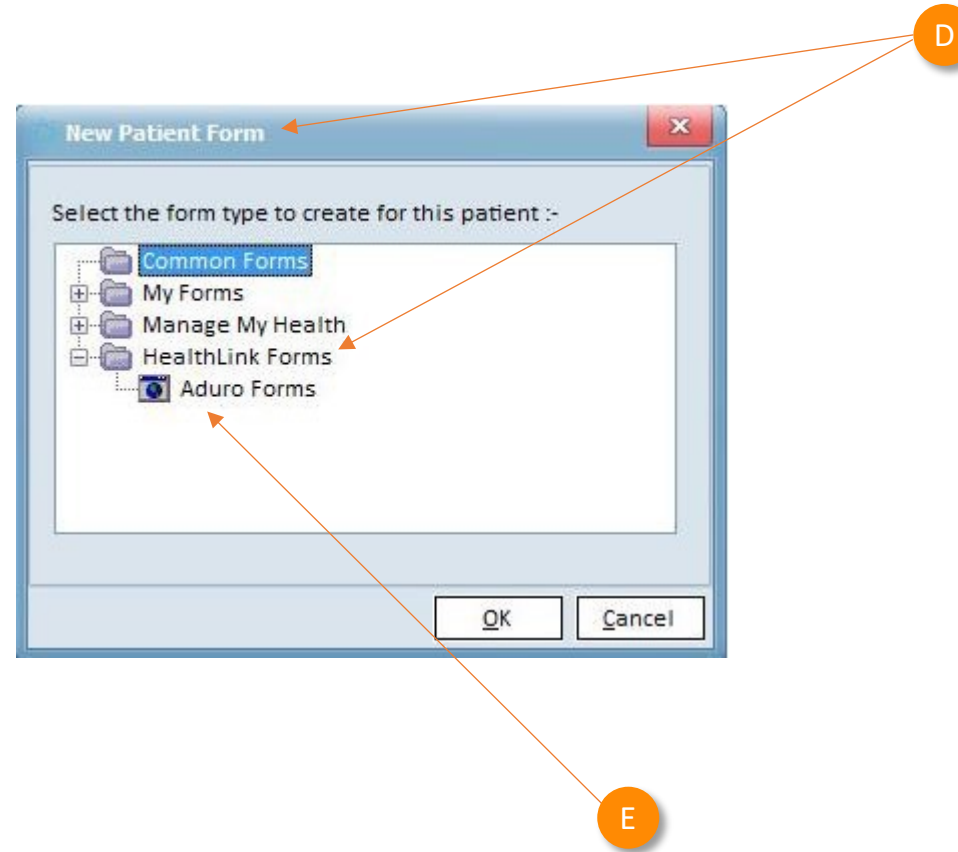 D
New Patient Form
Select the form type to create for this patient :-
Common Forms
My Forms
Manage My Health
HealthLink Forms
Aduro Forms
OK Cancel
E